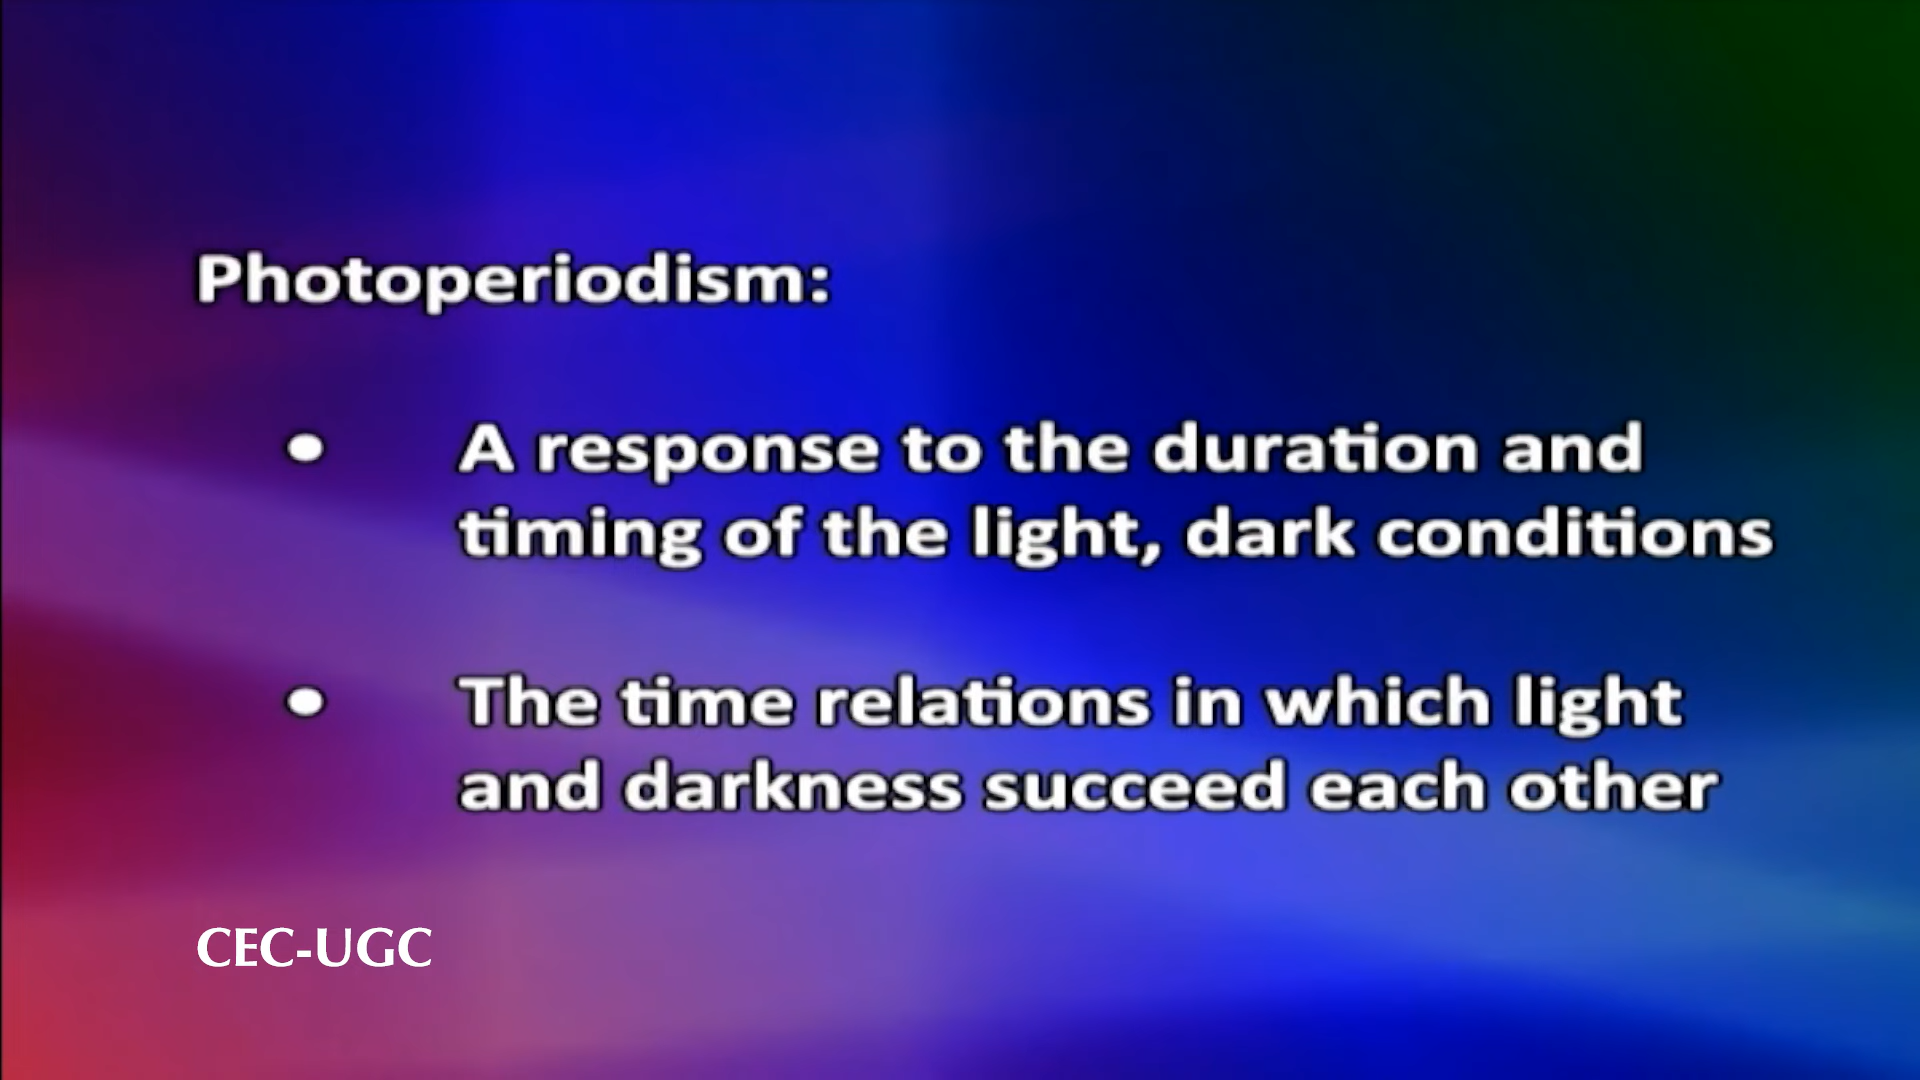 Photoperiodism:
• A response to the duration and
timing of the light, dark conditions
• The time relations in which light
and darkness succeed each other
CEC-UGC